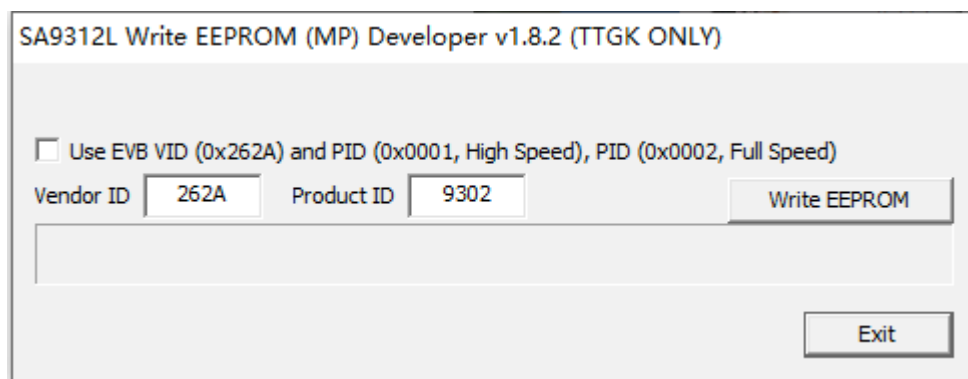 SA9312L Write EEPROM (MP) Developer v1.8.2 (TTGK ONLY)
Use EVB VID (0x262A) and PID (0x0001, High Speed), PID (0x0002, Full Speed)
Vendor ID 262A Product ID 9302 Write EEPROM
Exit